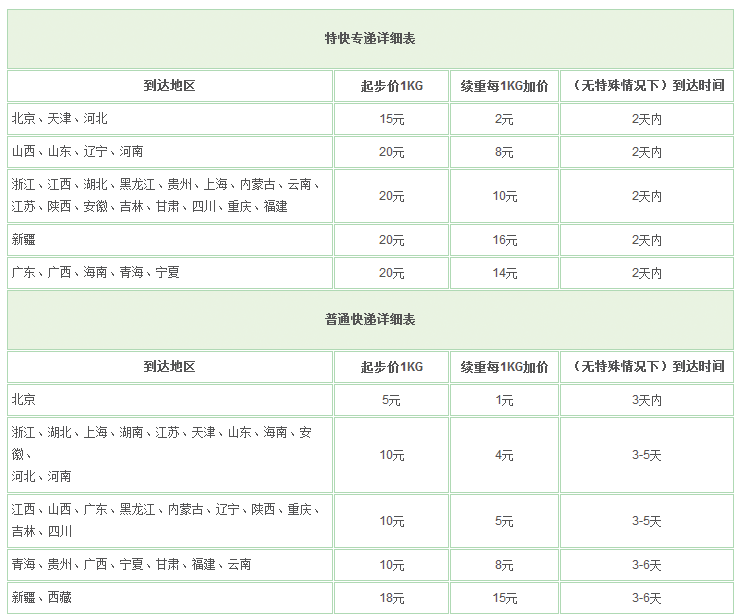 特快专递详细表
到达地区 起步价1KG 续重每1KG加价 （无特殊情况下）到达时间
北京、天津、河北 15元 2元 2天内
山西、山东、辽宁、河南 20元 8元 2天内
浙江、江西、湖北、黑龙江、贵州、上海、内蒙古、云南、
江苏、陕西、安徽、吉林、甘肃、四川、重庆、福建 20元 10元 2天内
新疆 20元 16元 2天内
广东、广西、海南、青海、宁夏 20元 14元 2天内
普通快递详细表
到达地区 起步价1KG 续重每1KG加价 （无特殊情况下）到达时间
北京 5元 1元 3天内
浙江、湖北、上海、湖南、江苏、天津、山东、海南、安
徽、 10元 4元 3-5天
河北、河南
江西、山西、广东、黑龙江、内蒙古、辽宁、陕西、重庆、
吉林、四川 10元 5元 3-5天
青海、贵州、广西、宁夏、甘肃、福建、云南 10元 8元 3-6天
新疆、西藏 18元 15元 3-6天